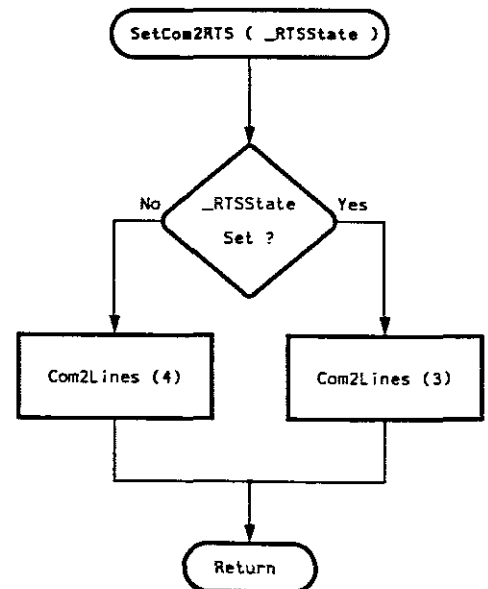 SetCom2RTS ( _RTSState )
No
_RTSState
Yes
Set ?
Com2Lines (4)
Com2Lines (3)
Return